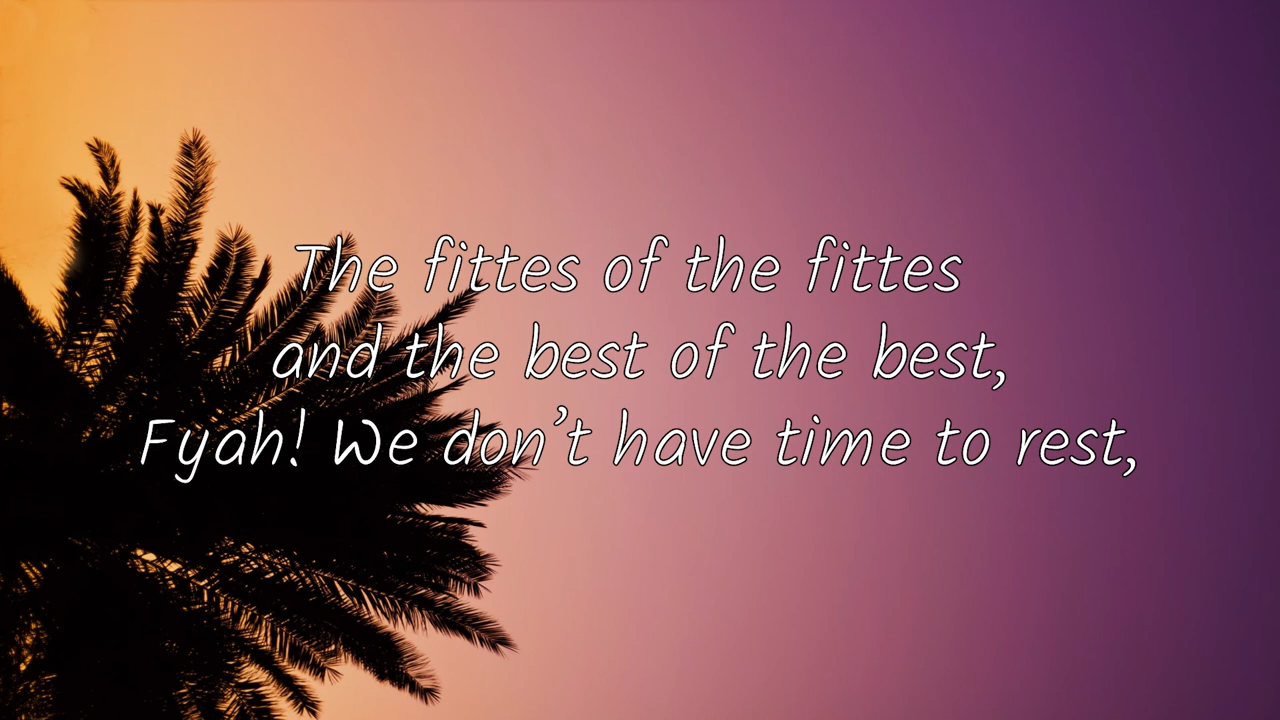 The fittes of the fittes
and the best of the best,
Fyah! We don’t have time to rest,